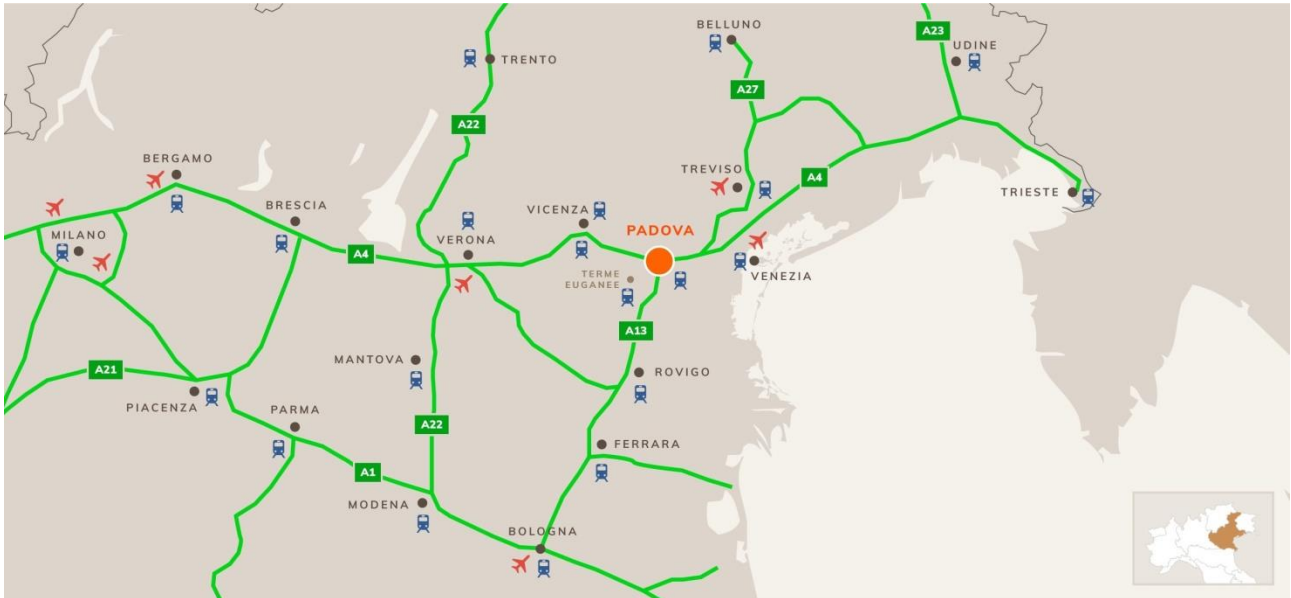 BELLUNO
A23
UDINE
TRENTO
A27
A22
BERGAMO
TREVISO
A4
TRIESTE
BRESCIA
VICENZA
MILANO
VERONA
PADOVA
A4
VENEZIA
TERME
EUGANEE
A13
MANTOVA
A21
ROVIGO
PIACENZA
PARMA
A22
FERRARA
A1
MODENA
BOLOGNA